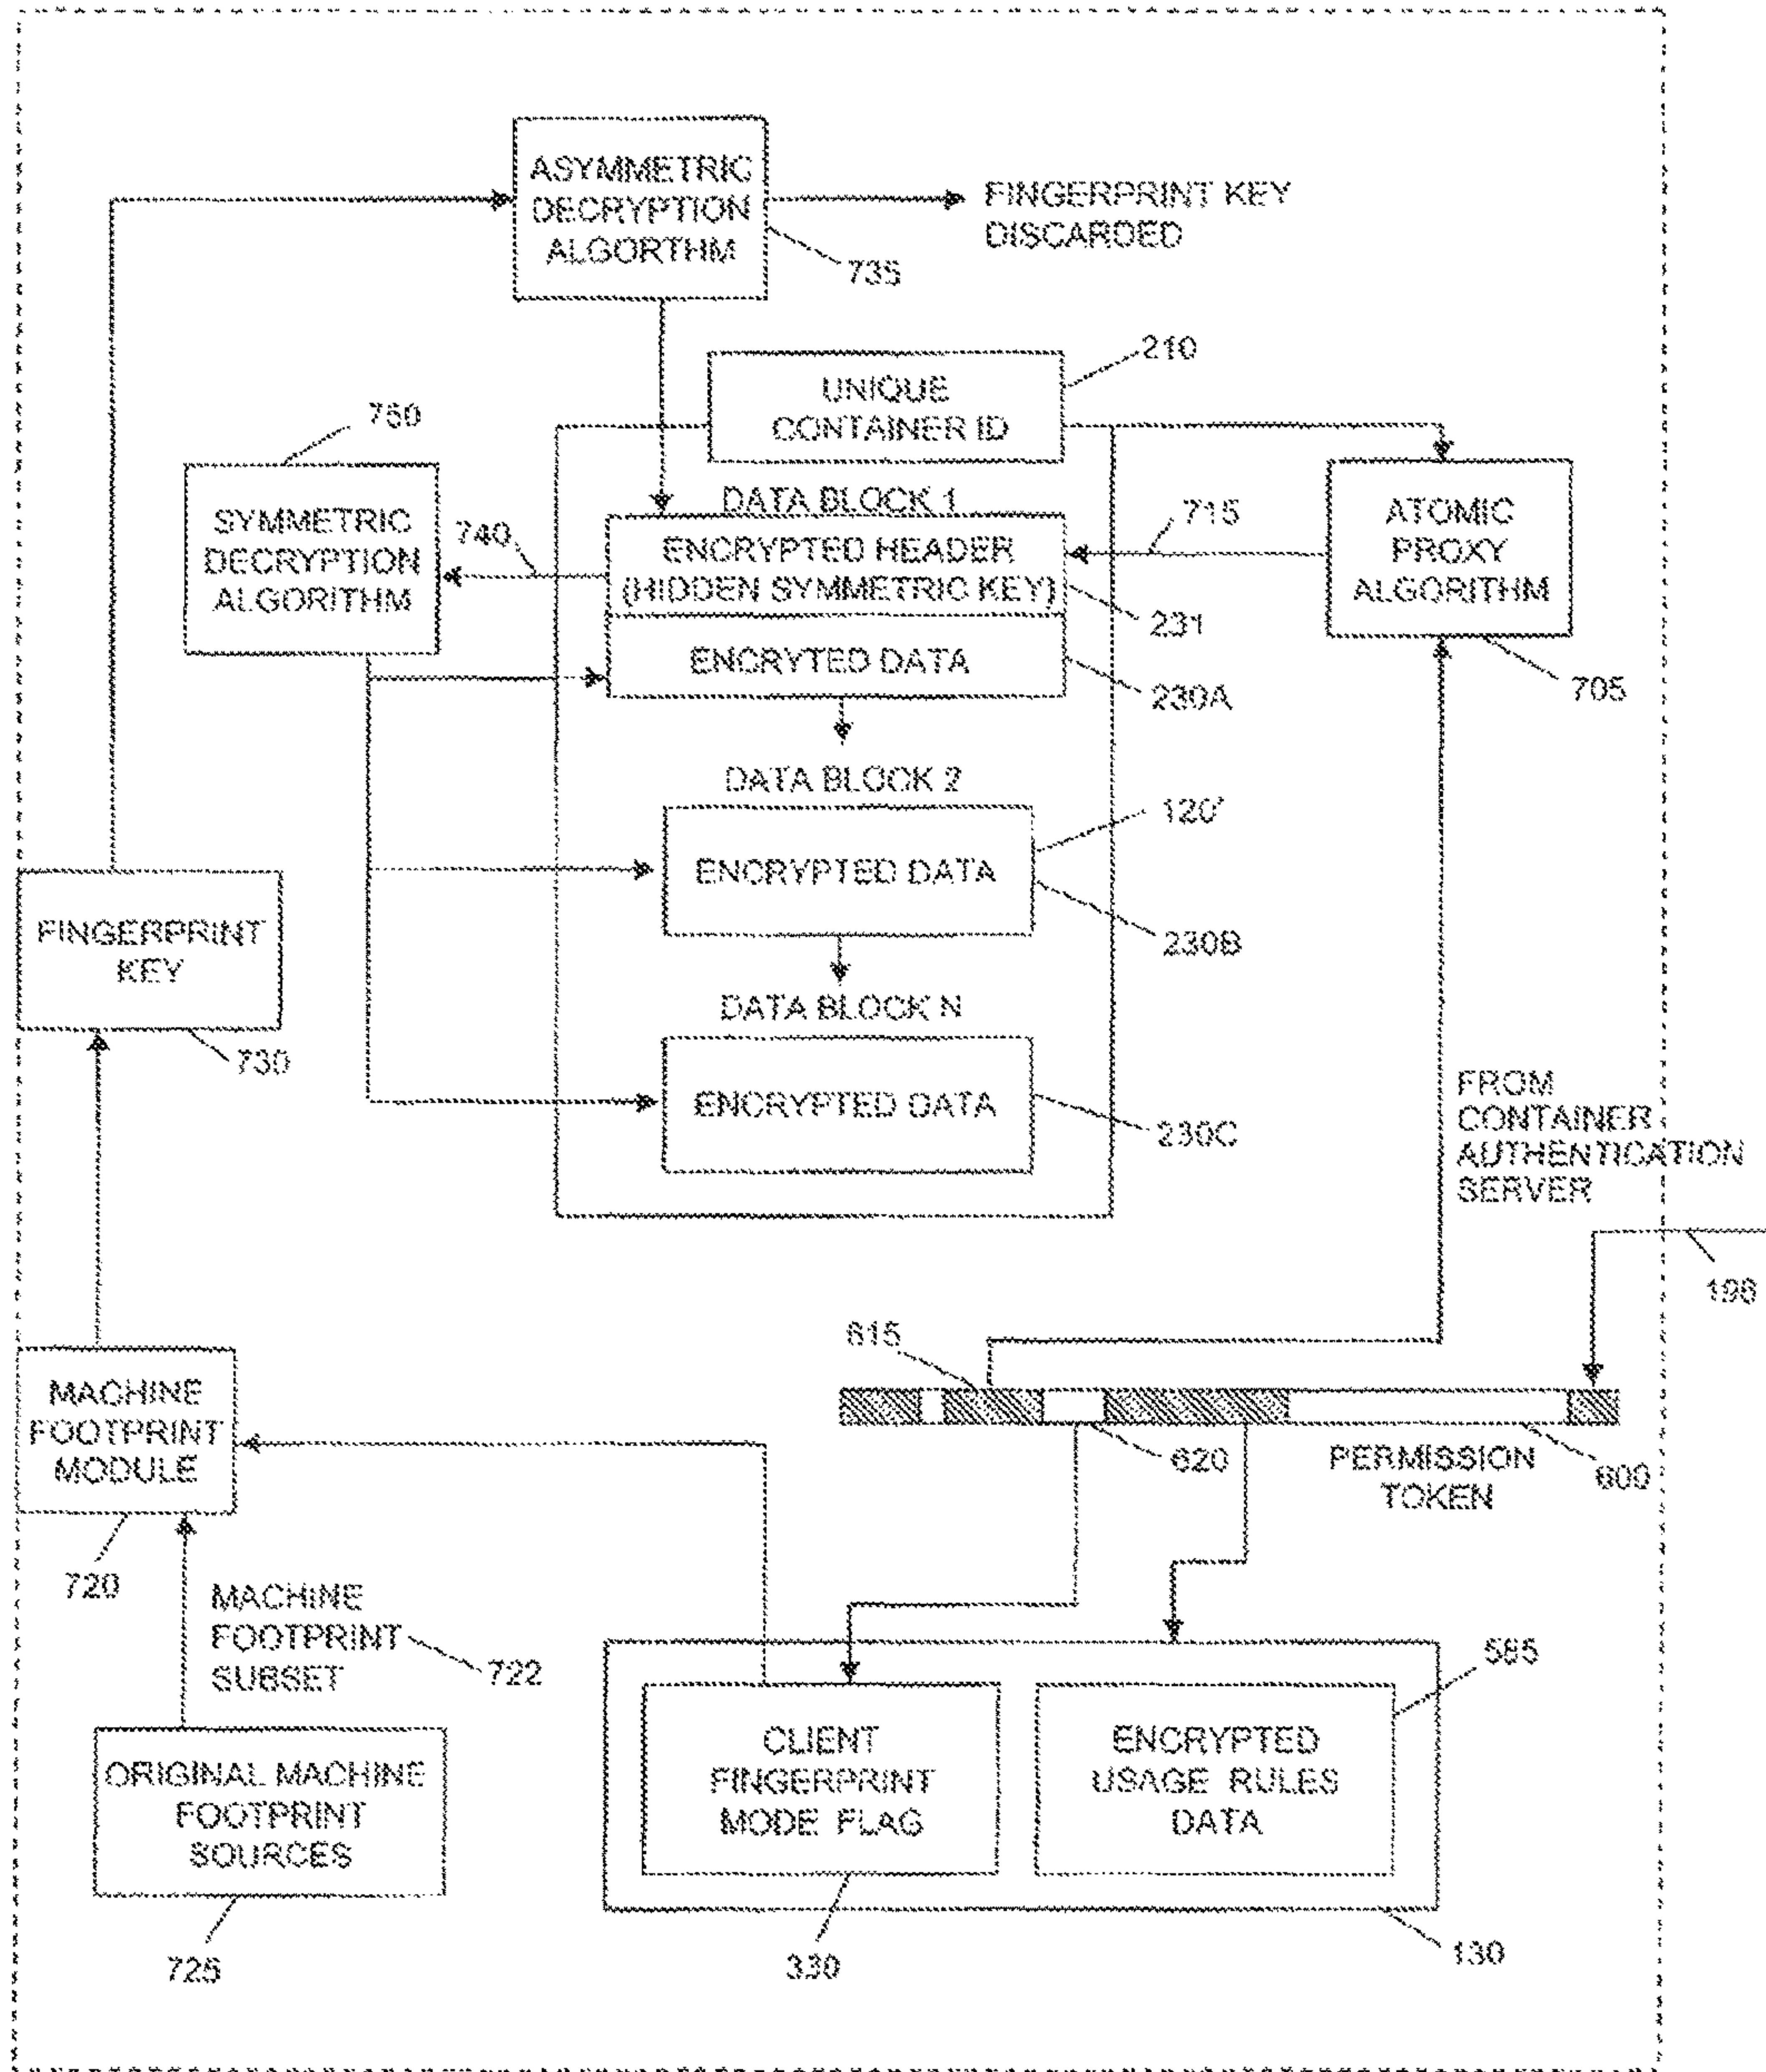 ASYMMETRIC
DECRYPTION
ALGORTHM
735
FINGERPRINT KEY
DISCARDED
210
UNIQUE
CONTAINER ID
750
SYMMETRIC
DECRYPTION
ALGORITHM
740
DATA BLOCK 1
ENCRYPTED HEADER
(HIDDEN SYMMETRIC KEY)
231
715
ATOMIC
PROXY
ALGORITHM
705
ENCRYTED DATA
230A
DATA BLOCK 2
120'
ENCRYPTED DATA
230B
FINGERPRINT
KEY
730
DATA BLOCK N
ENCRYPTED DATA
230C
FROM
CONTAINER
AUTHENTICATION
SERVER
196
615
620
PERMISSION
TOKEN
600
MACHINE
FOOTPRINT
MODULE
720
MACHINE
FOOTPRINT
SUBSET
722
ORIGINAL MACHINE
FOOTPRINT
SOURCES
725
CLIENT
FINGERPRINT
MODE FLAG
330
ENCRYPTED
USAGE RULES
DATA
585
130